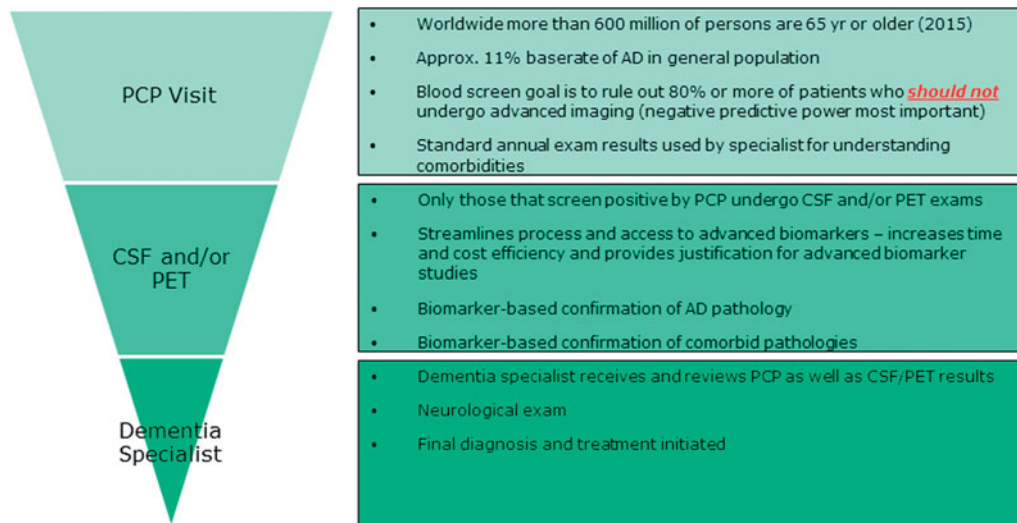 PCP Visit
• Worldwide more than 600 million of persons are 65 yr or older (2015)
• Approx. 11% baserate of AD in general population
• Blood screen goal is to rule out 80% or more of patients who should not
undergo advanced imaging (negative predictive power most important)
• Standard annual exam results used by specialist for understanding
comorbidities
CSF and/or
PET
• Only those that screen positive by PCP undergo CSF and/or PET exams
• Streamlines process and access to advanced biomarkers – increases time
and cost efficiency and provides justification for advanced biomarker
studies
• Biomarker-based confirmation of AD pathology
• Biomarker-based confirmation of comorbid pathologies
Dementia
Specialist
• Dementia specialist receives and reviews PCP as well as CSF/PET results
• Neurological exam
• Final diagnosis and treatment initiated